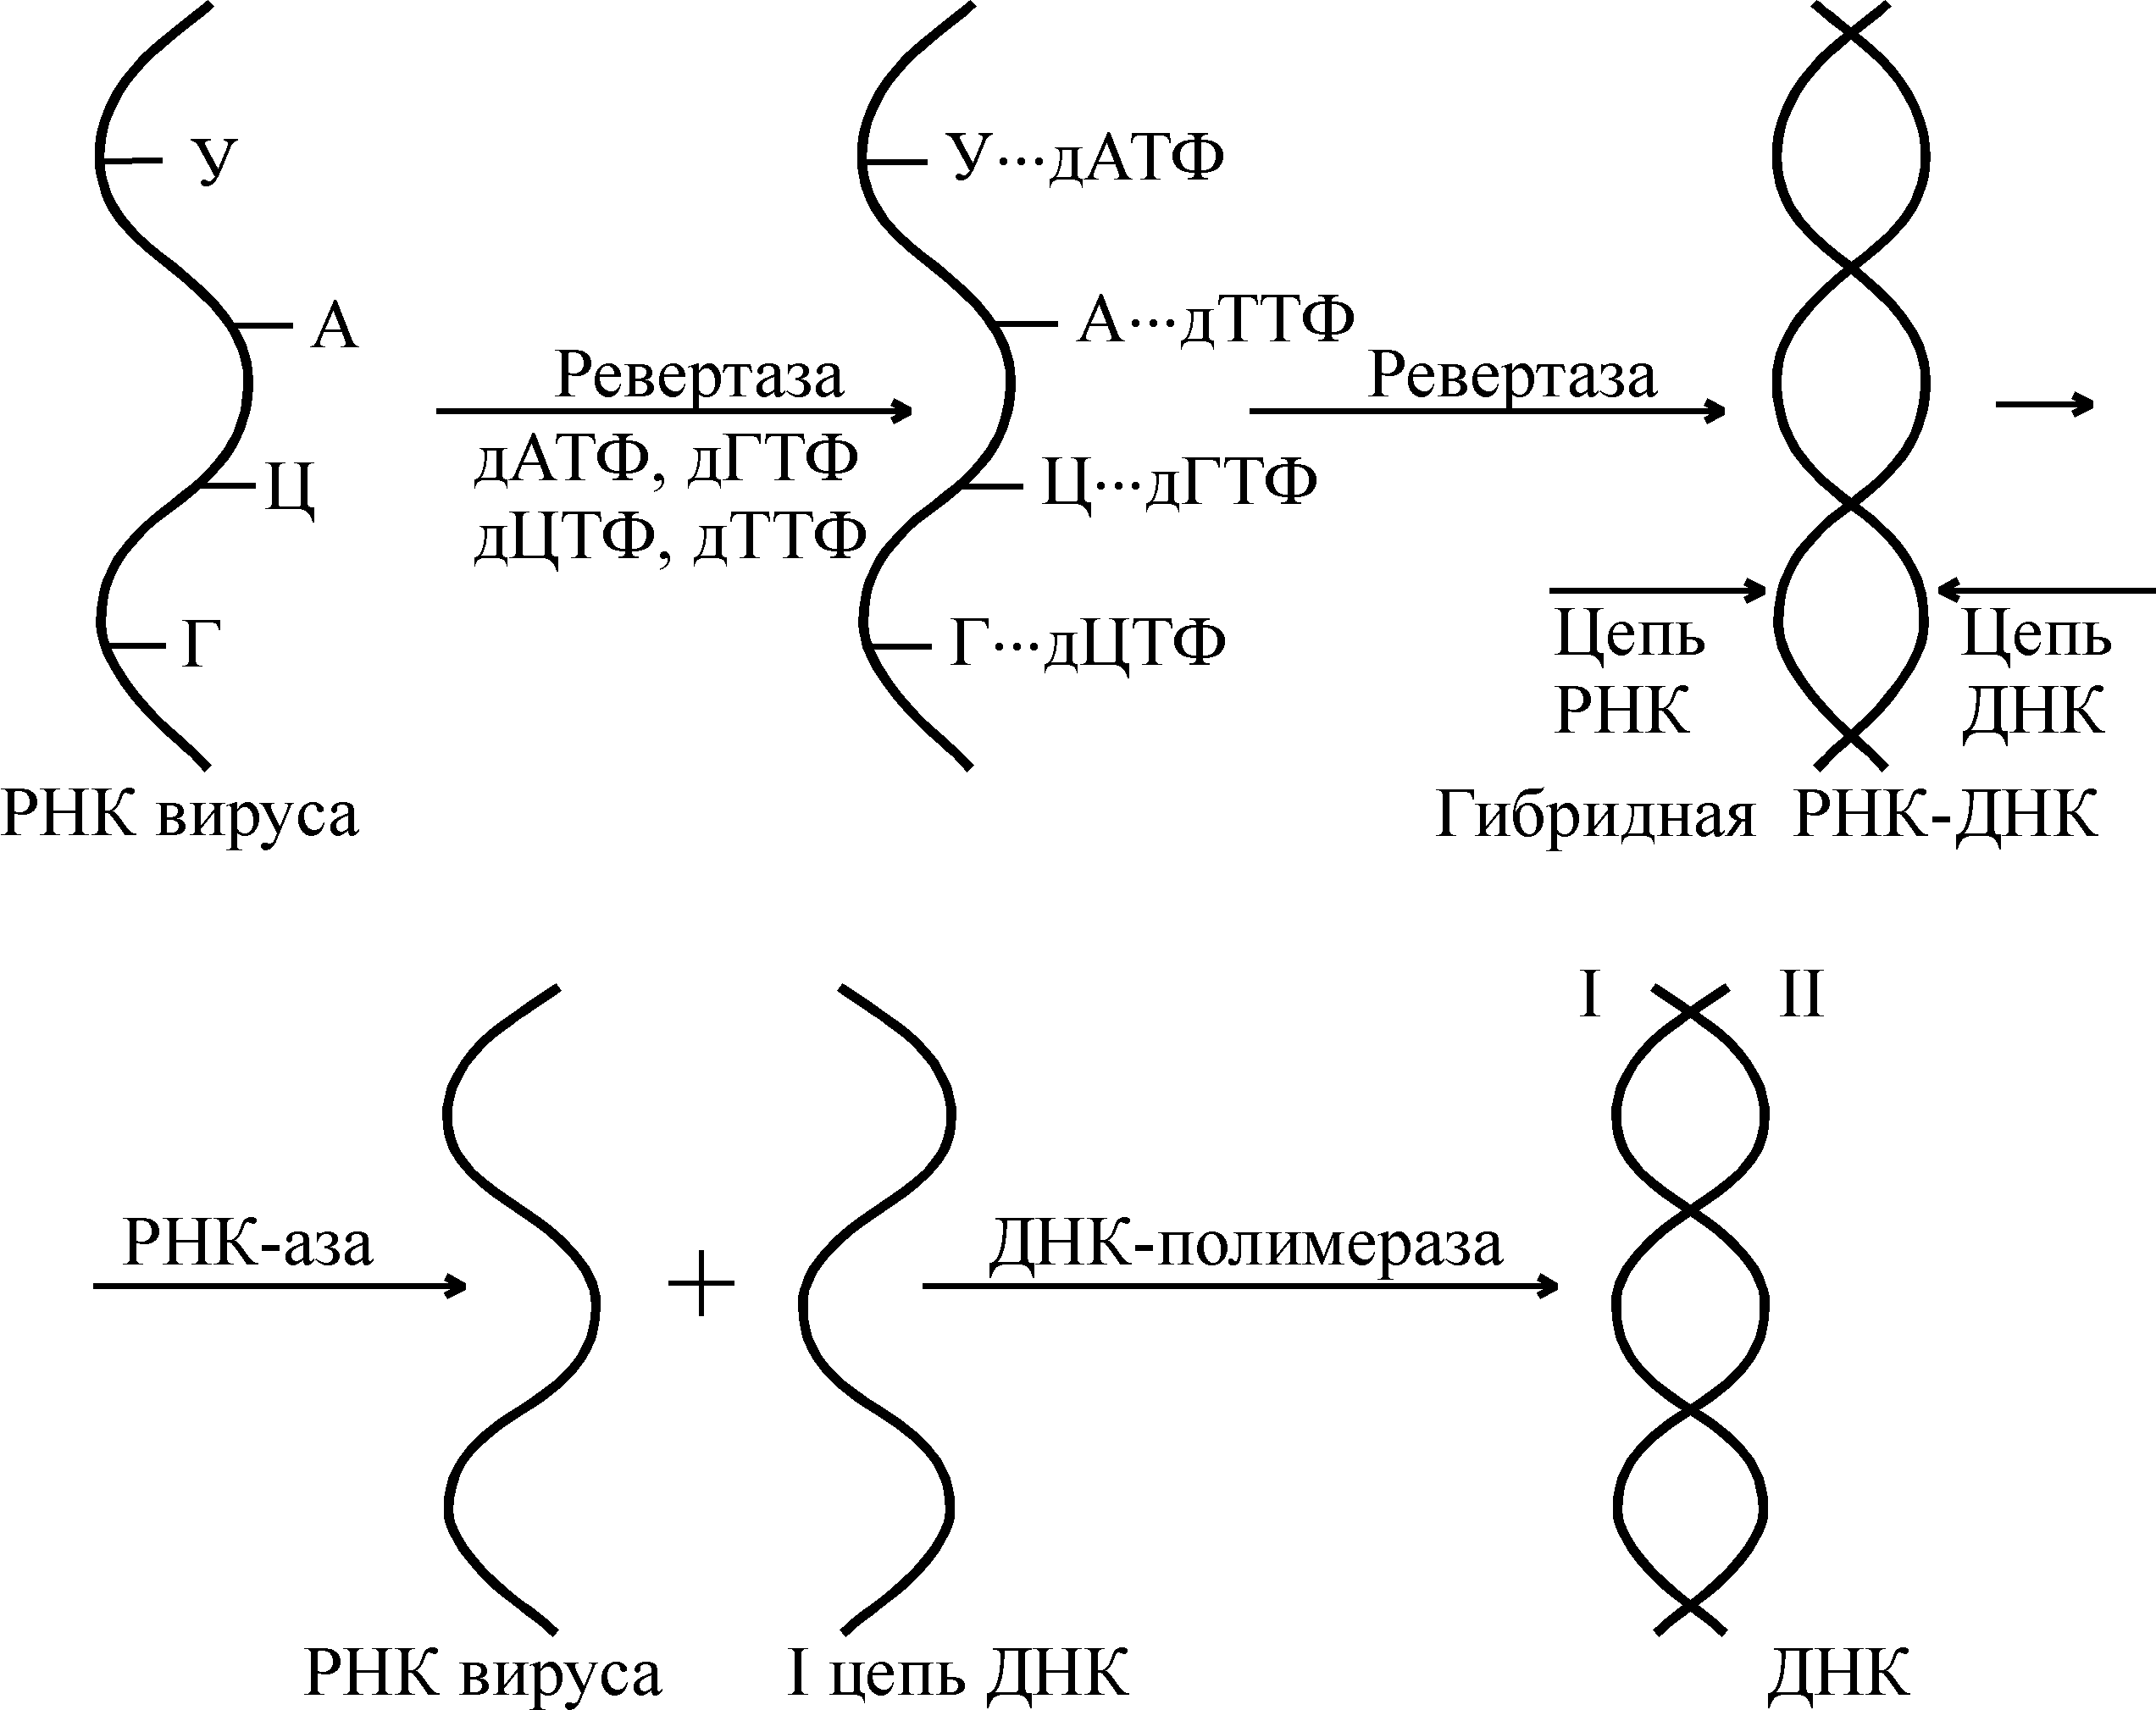 У
А
Ц
Г
РНК вируса
Ревертаза
дАТФ, дГТФ
дЦТФ, дТТФ
У···дАТФ
А···дТТФ
Ц···дГТФ
Г···дЦТФ
Ревертаза
Цепь
РНК
Цепь
ДНК
Гибридная РНК-ДНК
РНК-аза
РНК вируса
+
I цепь ДНК
ДНК-полимераза
I
II
ДНК